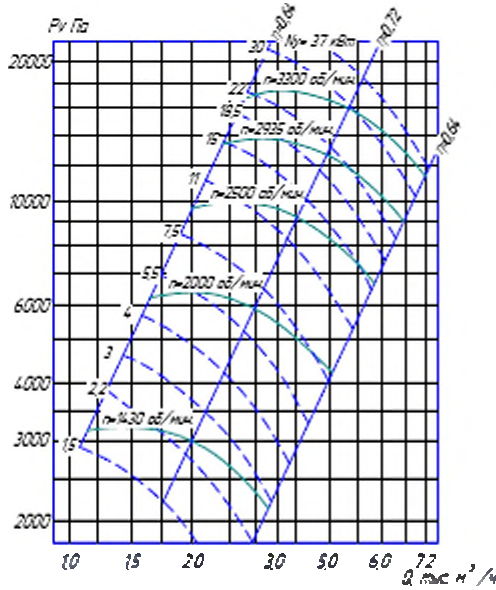 Pv Па
η=0,64
η=0,72
30
Ny= 37 кВт
20000
n=3300 об/мин.
22
18,5
n=2935 об/мин.
15
η=0,64
11
n=2500 об/мин.
10000
7,5
5,5
n=2000 об/мин.
6000
4
3
4000
2,2
n=1430 об/мин.
3000
1,5
2000
1,0 1,5 2,0 3,0 5,0 6,0 7,2
Q, тыс м³/ч